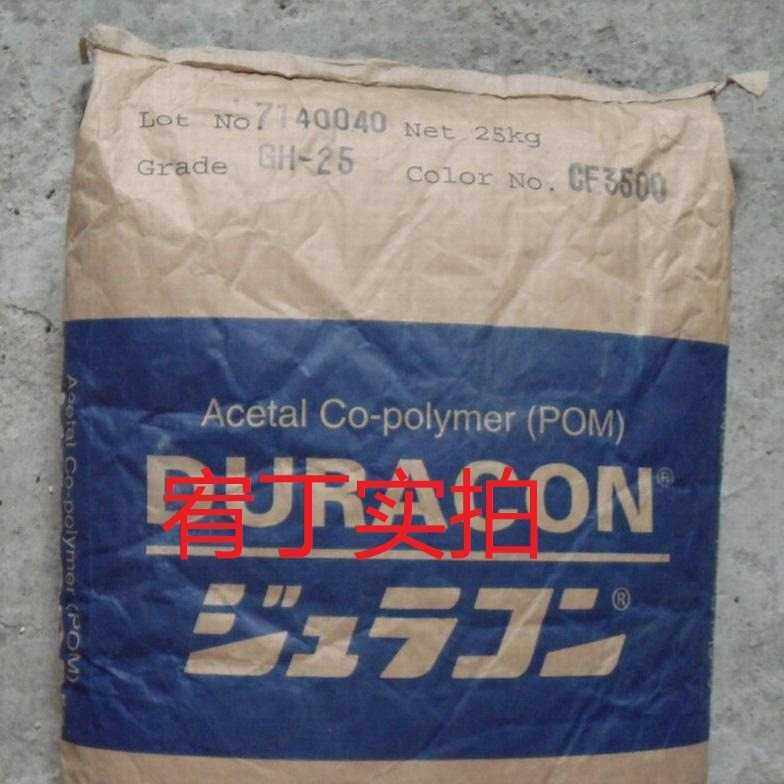 Lot No 7140040 Net 25kg
Grade GH-25 Color No. CF3500
Acetal Co-polymer (POM)
DURACON®
宥丁实拍
ジュラコン®
Acetal Co-polymer (POM)